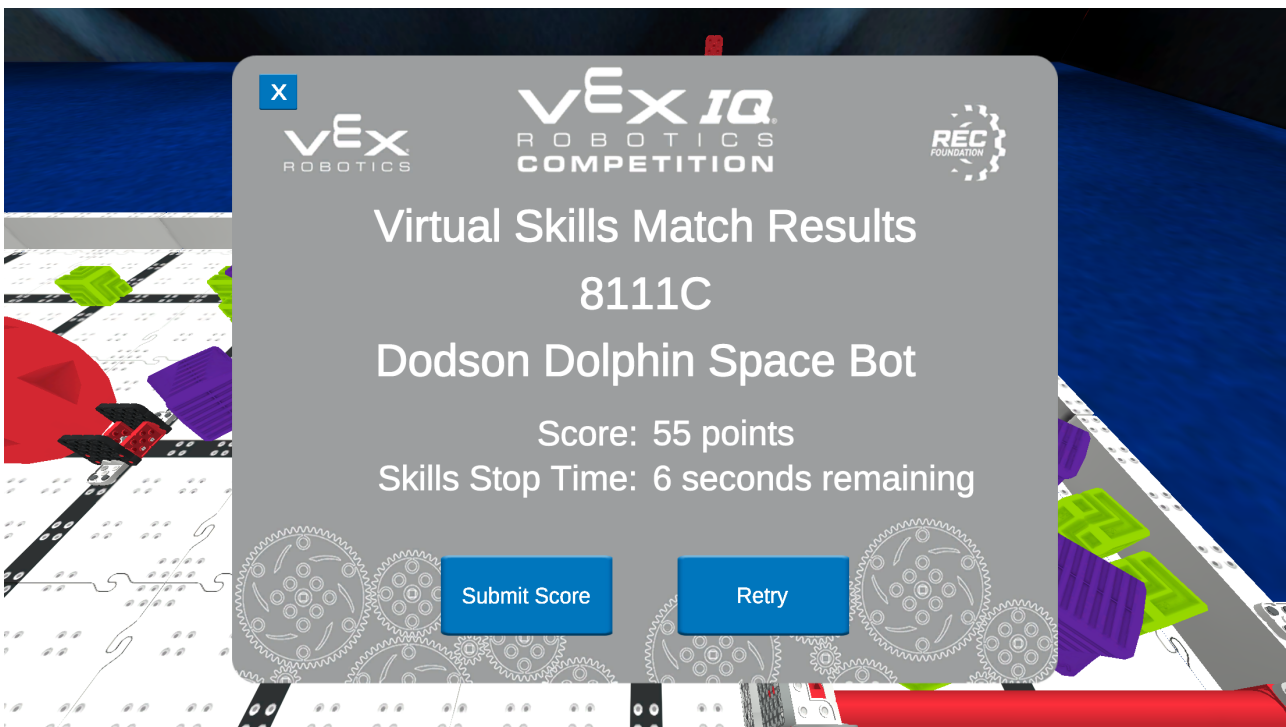 X
VEX
ROBOTICS
VEX IQ
ROBOTICS
COMPETITION
REC
FOUNDATION
Virtual Skills Match Results
8111C
Dodson Dolphin Space Bot
Score: 55 points
Skills Stop Time: 6 seconds remaining
Submit Score
Retry